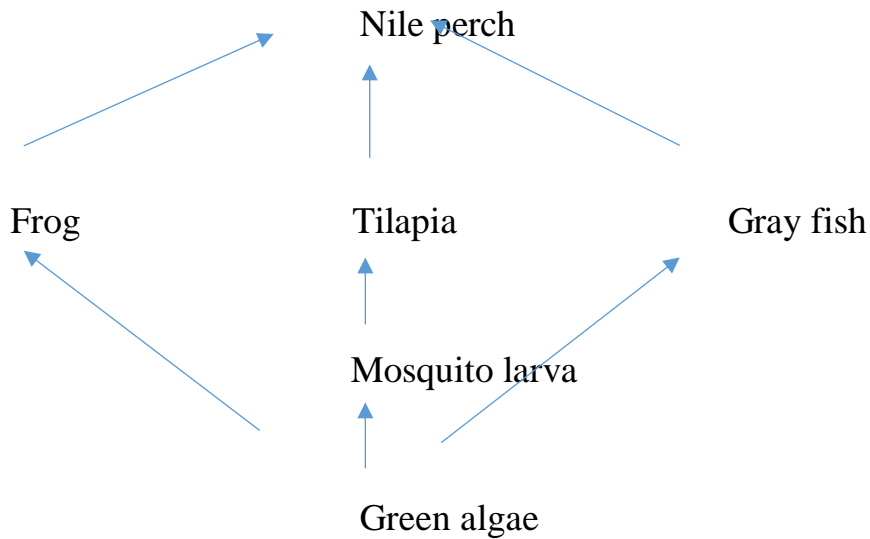 Nile perch
Frog
Tilapia
Gray fish
Mosquito larva
Green algae